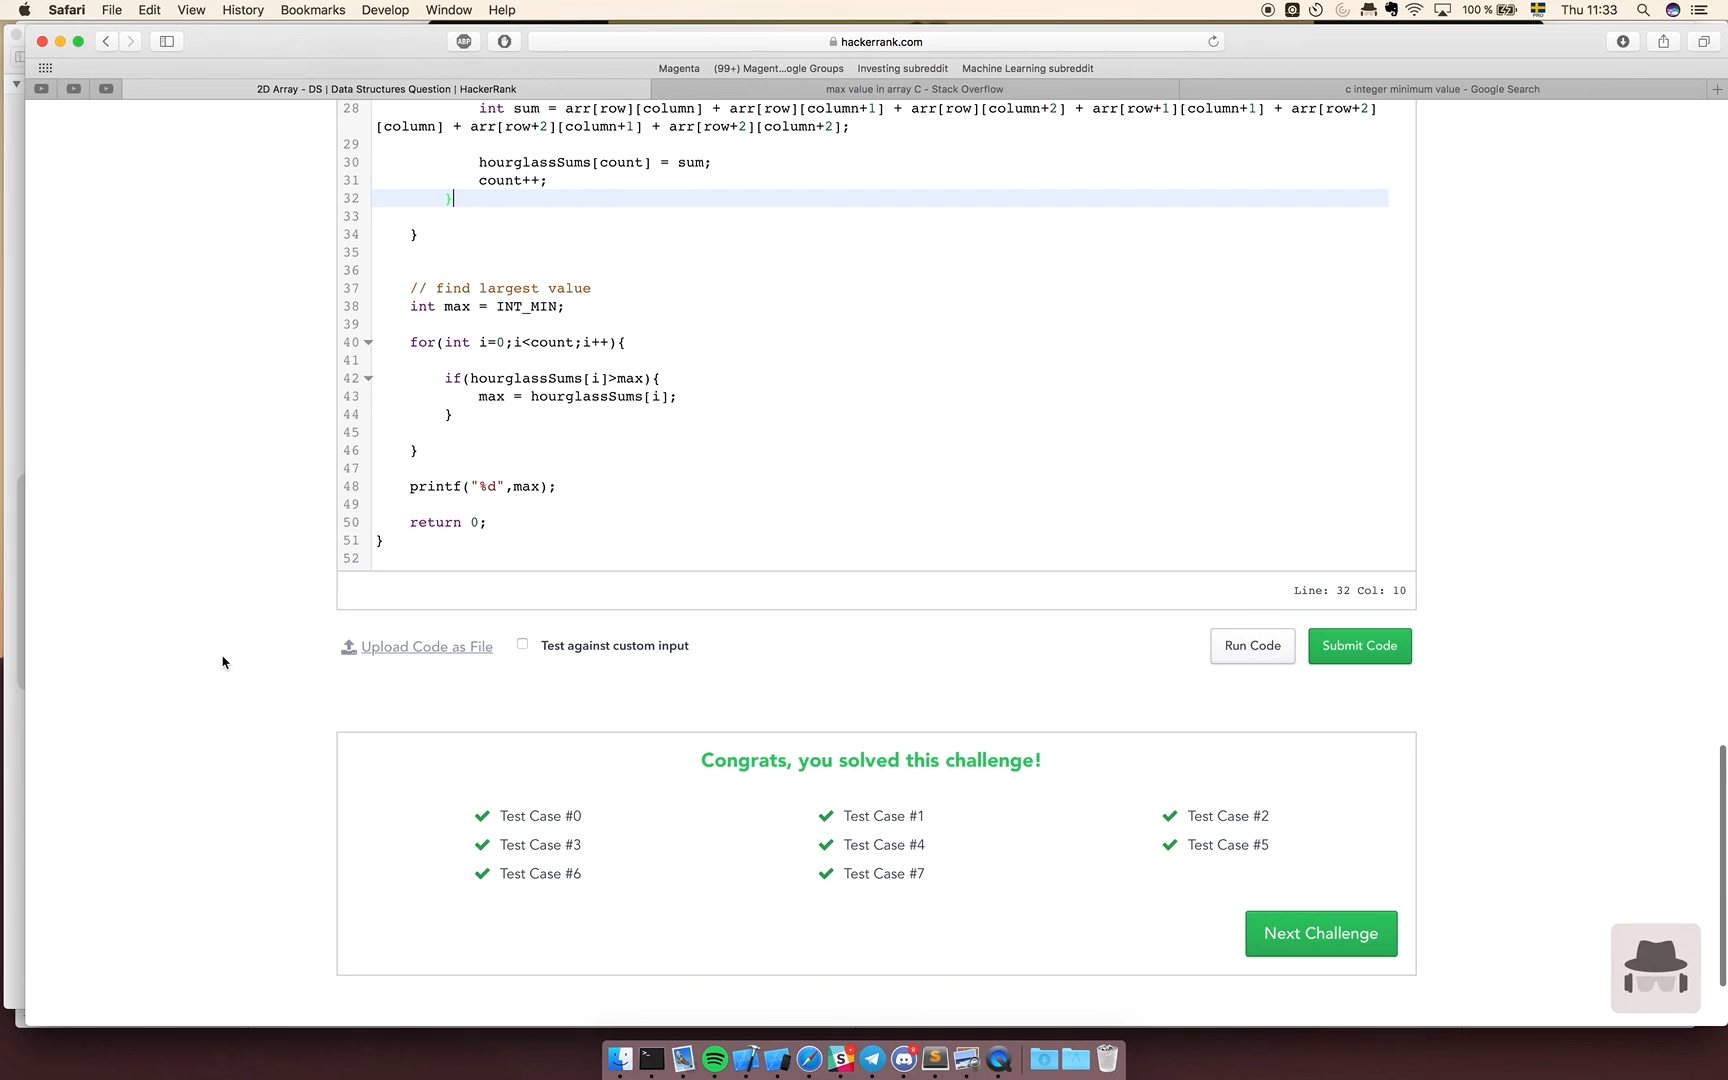 Safari File Edit View History Bookmarks Develop Window Help 100 % PRO Thu 11:33
ABP hackerrank.com
Magenta (99+) Magent...ogle Groups Investing subreddit Machine Learning subreddit
2D Array - DS | Data Structures Question | HackerRank max value in array C - Stack Overflow c integer minimum value - Google Search
28 int sum = arr[row][column] + arr[row][column+1] + arr[row][column+2] + arr[row+1][column+1] + arr[row+2]
[column] + arr[row+2][column+1] + arr[row+2][column+2];
29
30 hourglassSums[count] = sum;
31 count++;
32 }
33
34 }
35
36
37 // find largest value
38 int max = INT_MIN;
39
40 for(int i=0;i<count;i++){
41
42 if(hourglassSums[i]>max){
43 max = hourglassSums[i];
44 }
45
46 }
47
48 printf("%d",max);
49
50 return 0;
51 }
52
Line: 32 Col: 10
Upload Code as File Test against custom input Run Code Submit Code
Congrats, you solved this challenge!
Test Case #0 Test Case #1 Test Case #2
Test Case #3 Test Case #4 Test Case #5
Test Case #6 Test Case #7
Next Challenge